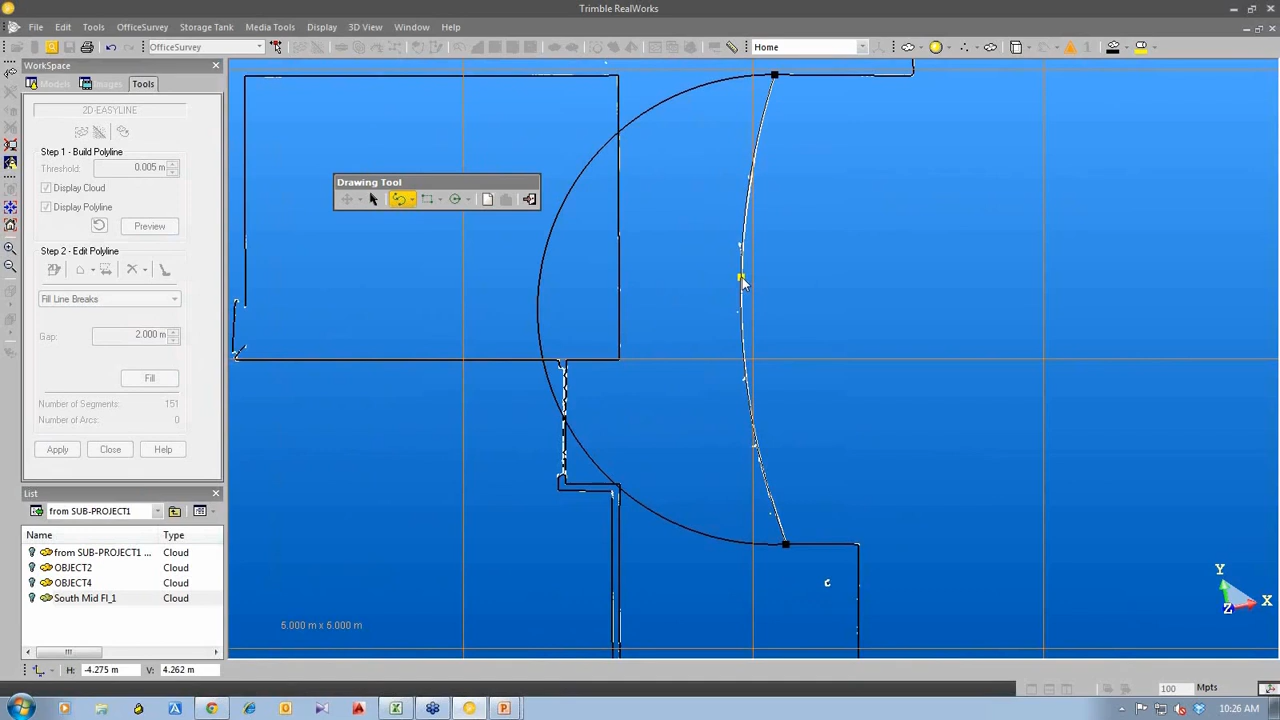 Trimble RealWorks
File Edit Tools OfficeSurvey Storage Tank Media Tools Display 3D View Window Help
OfficeSurvey Home
WorkSpace
Models Images Tools
2D-EASYLINE
Step 1 - Build Polyline
Threshold: 0.005 m
Display Cloud
Display Polyline
Preview
Step 2 - Edit Polyline
Fill Line Breaks
Gap: 2.000 m
Fill
Number of Segments: 151
Number of Arcs: 0
Apply Close Help
Drawing Tool
List
from SUB-PROJECT1
Name Type
from SUB-PROJECT1 ... Cloud
OBJECT2 Cloud
OBJECT4 Cloud
South Mid Fl_1 Cloud
5.000 m x 5.000 m
Y
X
Z
H: -4.275 m V: 4.262 m
100 Mpts
10:26 AM